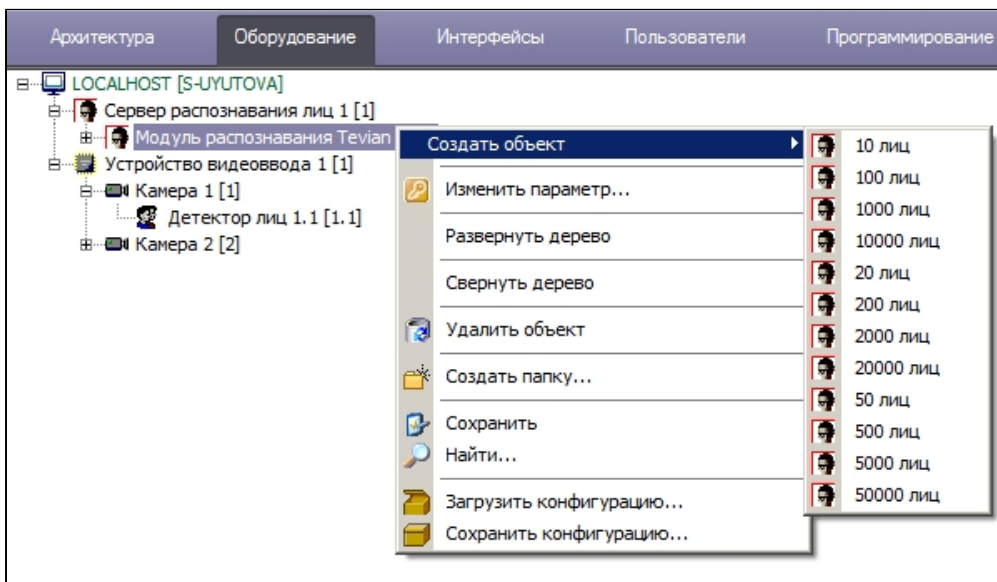 Архитектура Оборудование Интерфейсы Пользователи Программирование
LOCALHOST [S-UYUTOVA]
Сервер распознавания лиц 1 [1]
Модуль распознавания Tevian
Устройство видеоввода 1 [1]
Камера 1 [1]
Детектор лиц 1.1 [1.1]
Камера 2 [2]
Создать объект
Изменить параметр...
Развернуть дерево
Свернуть дерево
Удалить объект
Создать папку...
Сохранить
Найти...
Загрузить конфигурацию...
Сохранить конфигурацию...
10 лиц
100 лиц
1000 лиц
10000 лиц
20 лиц
200 лиц
2000 лиц
20000 лиц
50 лиц
500 лиц
5000 лиц
50000 лиц